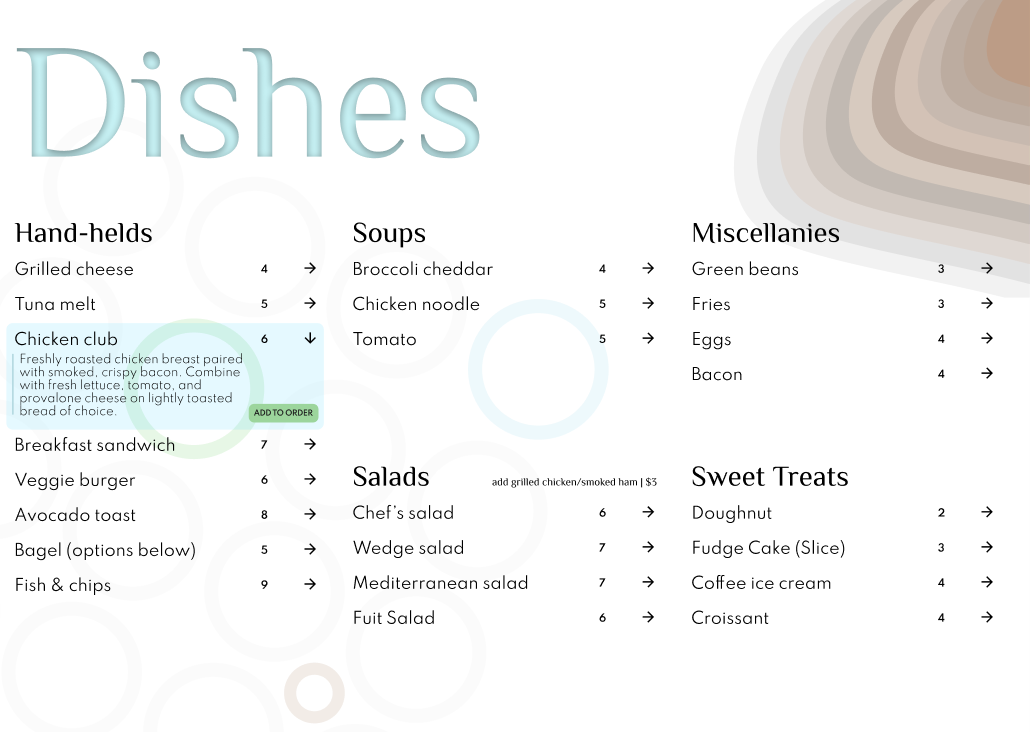 Dishes
Hand-helds
Grilled cheese 4 →
Tuna melt 5 →
Chicken club 6 ↓
Freshly roasted chicken breast paired
with smoked, crispy bacon. Combine
with fresh lettuce, tomato, and
provalone cheese on lightly toasted
bread of choice.
ADD TO ORDER
Breakfast sandwich 7 →
Veggie burger 6 →
Avocado toast 8 →
Bagel (options below) 5 →
Fish & chips 9 →
Soups
Broccoli cheddar 4 →
Chicken noodle 5 →
Tomato 5 →
Salads add grilled chicken/smoked ham | $3
Chef's salad 6 →
Wedge salad 7 →
Mediterranean salad 7 →
Fuit Salad 6 →
Miscellanies
Green beans 3 →
Fries 3 →
Eggs 4 →
Bacon 4 →
Sweet Treats
Doughnut 2 →
Fudge Cake (Slice) 3 →
Coffee ice cream 4 →
Croissant 4 →